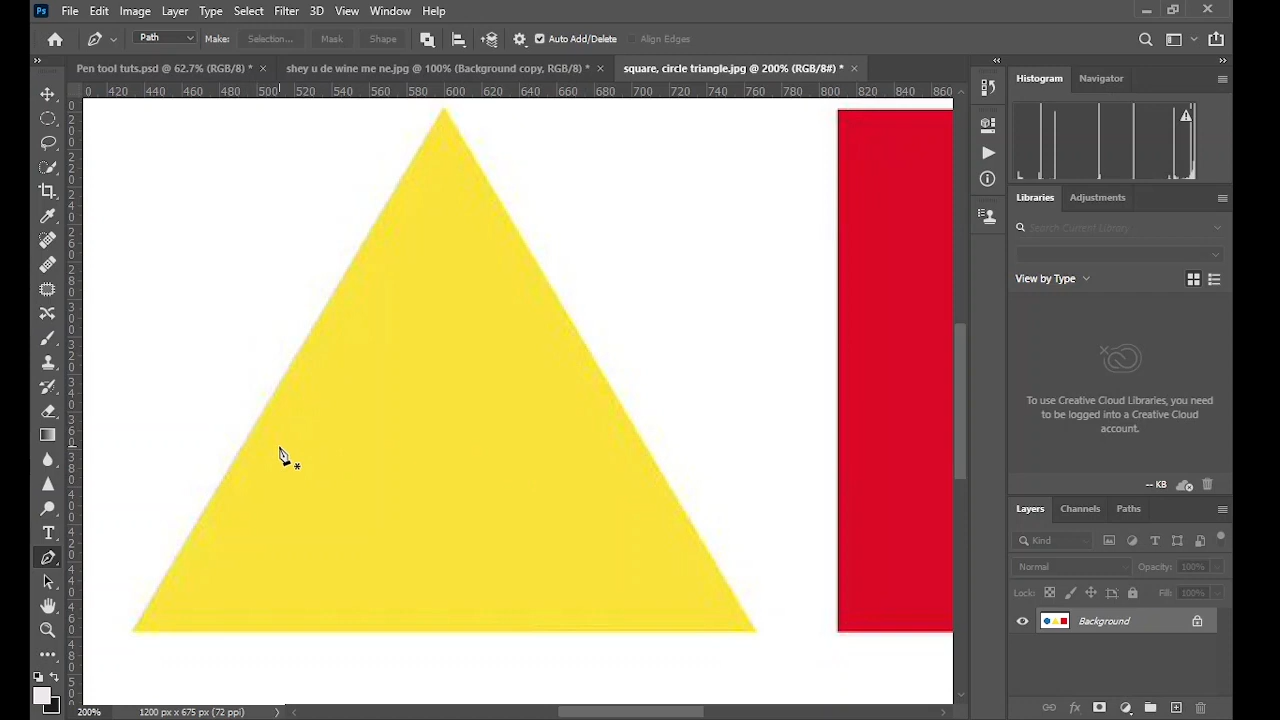 Ps File Edit Image Layer Type Select Filter 3D View Window Help
Path Make: Selection... Mask Shape Auto Add/Delete Align Edges
Pen tool tuts.psd @ 62.7% (RGB/8) * × shey u de wine me ne.jpg @ 100% (Background copy, RGB/8) * × square, circle triangle.jpg @ 200% (RGB/8#) * ×
0 420 440 460 480 500 520 540 560 580 600 620 640 660 680 700 720 740 760 780 800 820 840 860
Histogram Navigator
Libraries Adjustments
Search Current Library
View by Type
To use Creative Cloud Libraries, you
need to be logged into a Creative Cloud
account.
-- KB
Layers Channels Paths
Kind
Normal Opacity: 100%
Lock: Fill: 100%
Background
200% 1200 px x 675 px (72 ppi)